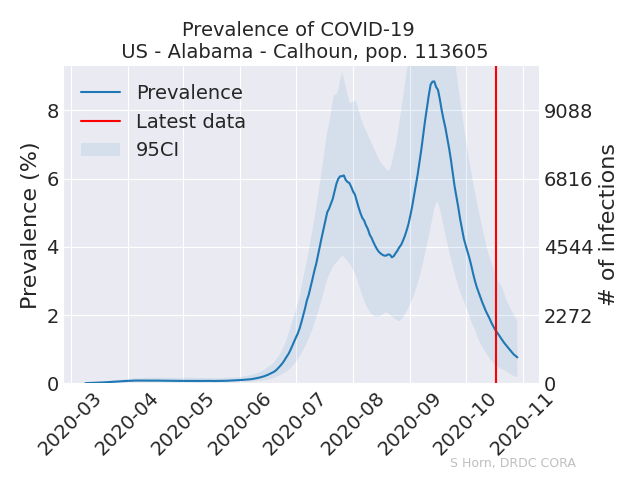 Prevalence of COVID-19
US - Alabama - Calhoun, pop. 113605
Prevalence
Latest data
95CI
Prevalence (%)
8
6
4
2
0
9088
6816
4544
2272
0
# of infections
2020-03
2020-04
2020-05
2020-06
2020-07
2020-08
2020-09
2020-10
2020-11
S Horn, DRDC CORA